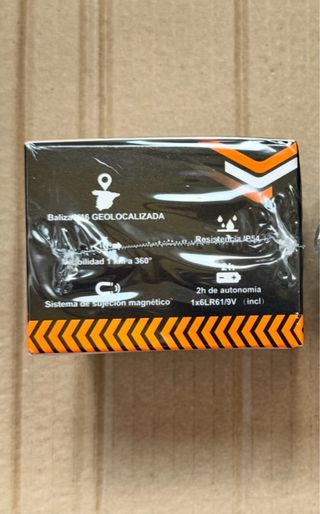 Baliza V16 GEOLOCALIZADA
Resistencia IP54
Visibilidad 1 km a 360°
2h
Sistema de sujeción magnético
2h de autonomía
1x6LR61/9V (incl)